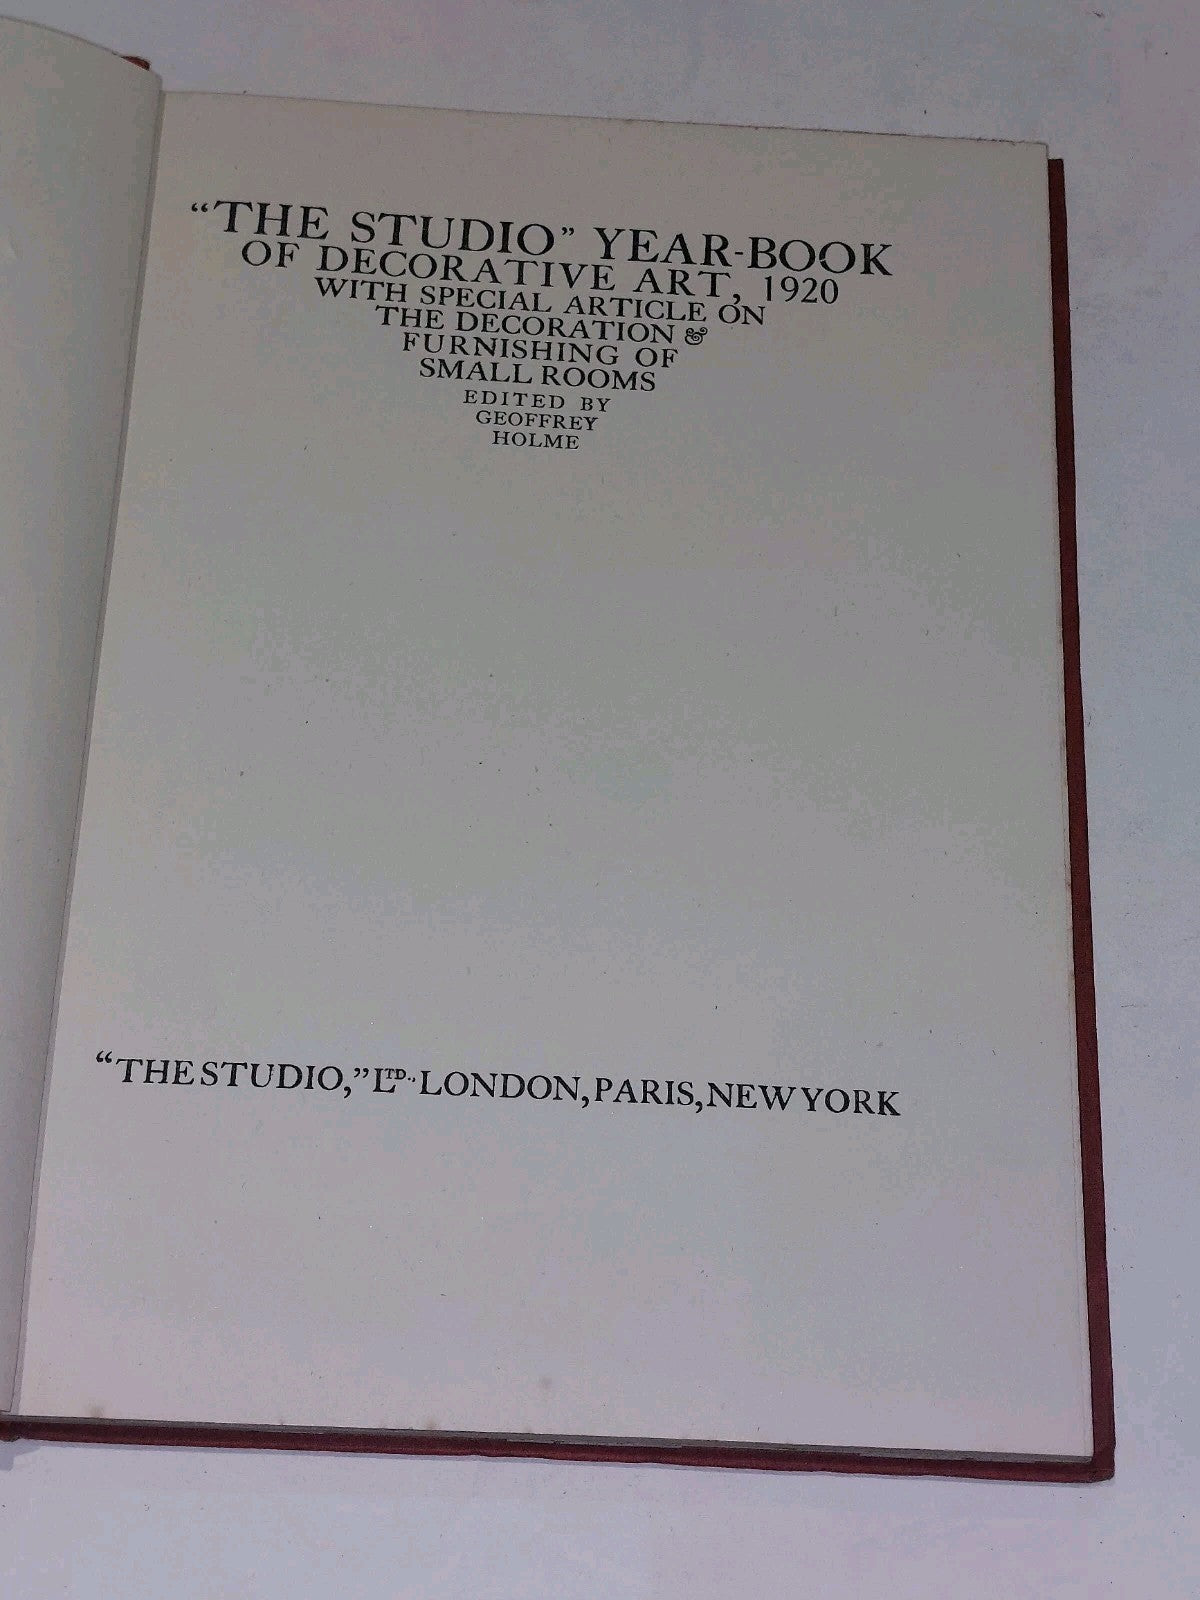 “THE STUDIO” YEAR-BOOK
OF DECORATIVE ART, 1920
WITH SPECIAL ARTICLE ON
THE DECORATION &
FURNISHING OF
SMALL ROOMS
EDITED BY
GEOFFREY
HOLME
“THE STUDIO,” LTD., LONDON, PARIS, NEW YORK